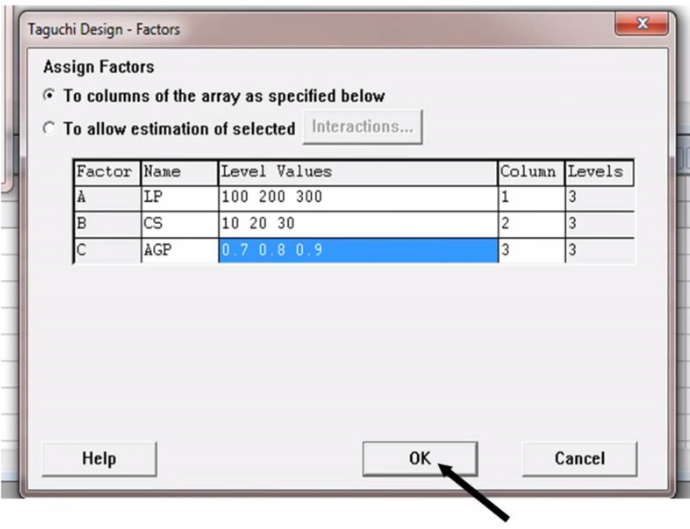 Taguchi Design - Factors
Assign Factors
To columns of the array as specified below
To allow estimation of selected Interactions...
Factor Name Level Values Column Levels
A LP 100 200 300 1 3
B CS 10 20 30 2 3
C AGP 0.7 0.8 0.9 3 3
Help OK Cancel